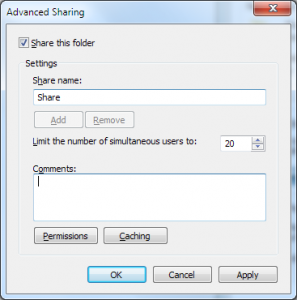 Advanced Sharing
Share this folder
Settings
Share name:
Share
Add Remove
Limit the number of simultaneous users to: 20
Comments:
Permissions Caching
OK Cancel Apply